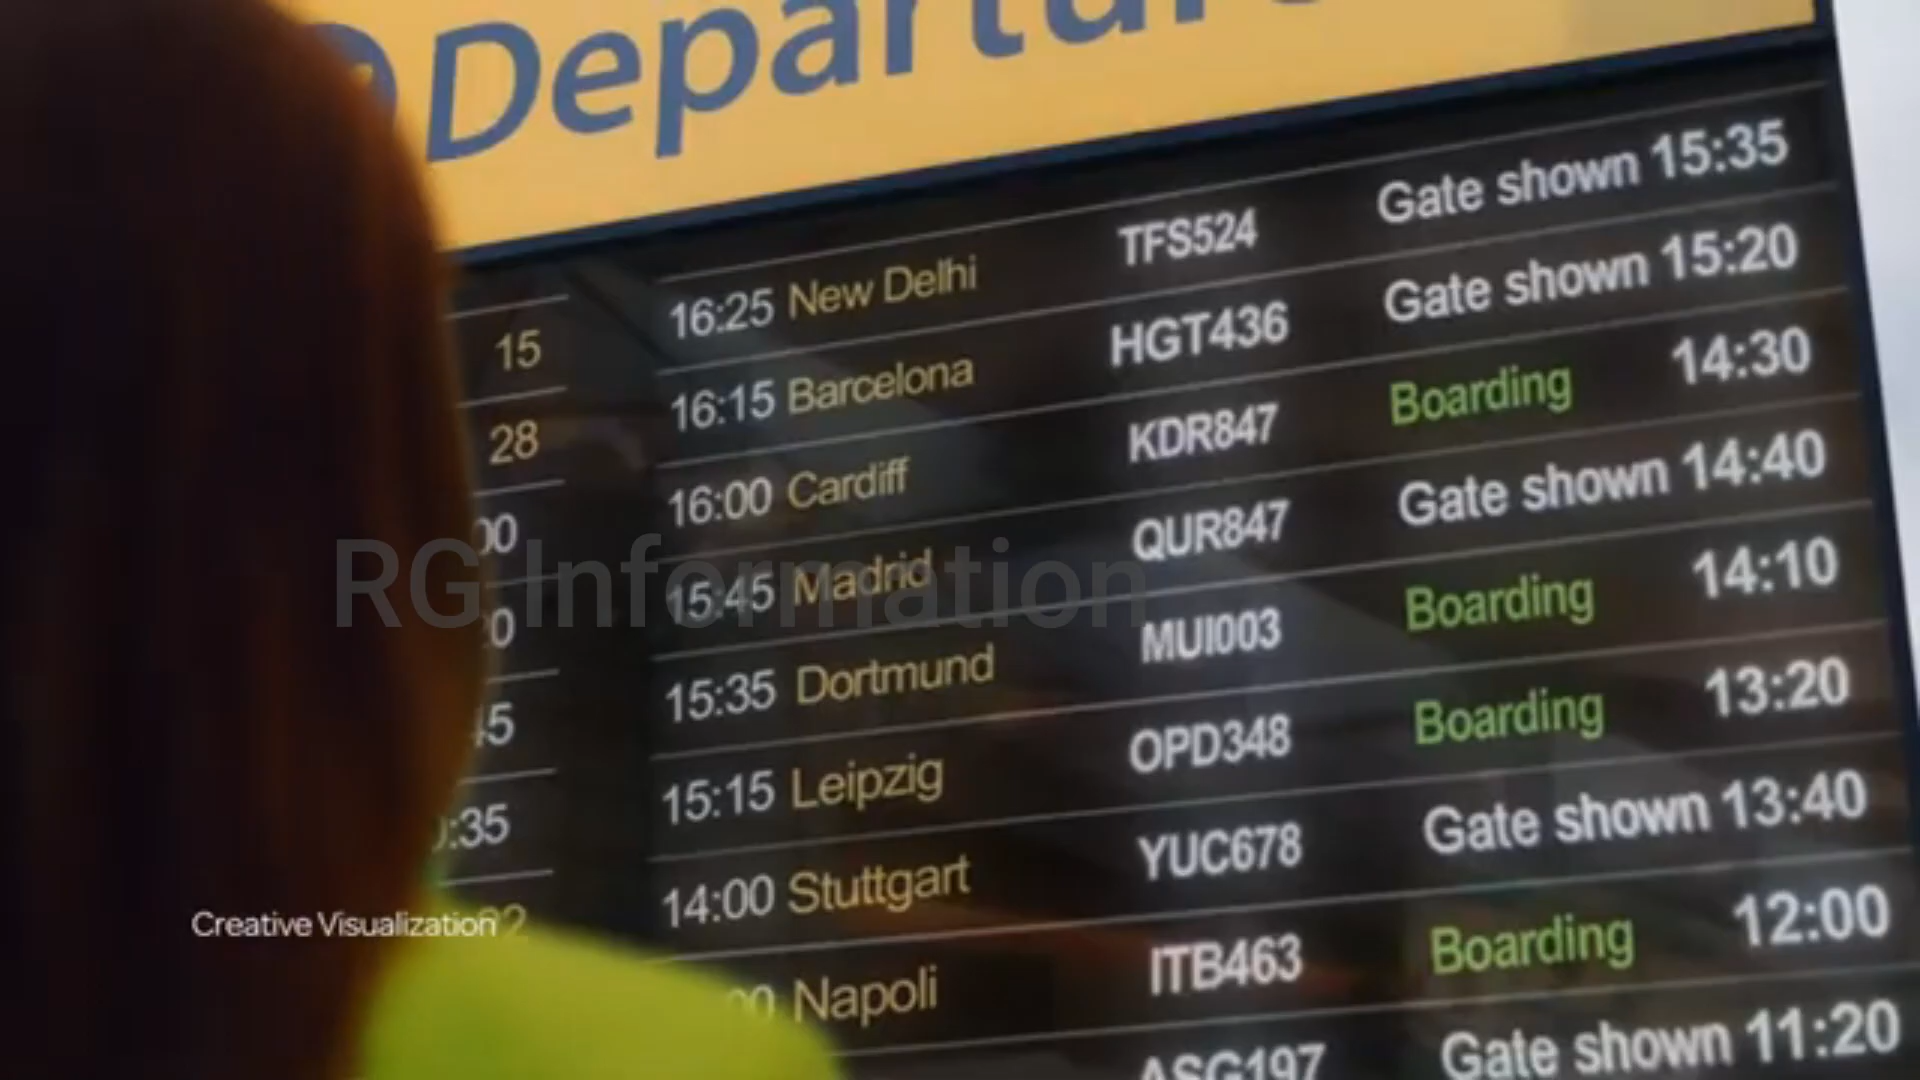 Departure
15 16:25 New Delhi TFS524 Gate shown 15:35
28 16:15 Barcelona HGT436 Gate shown 15:20
16:00 Cardiff KDR847 Boarding 14:30
15:45 Madrid QUR847 Gate shown 14:40
RG Information
15:35 Dortmund MUI003 Boarding 14:10
15:15 Leipzig OPD348 Boarding 13:20
:35 14:00 Stuttgart YUC678 Gate shown 13:40
Napoli ITB463 Boarding 12:00
Creative Visualization
ASG197 Gate shown 11:20